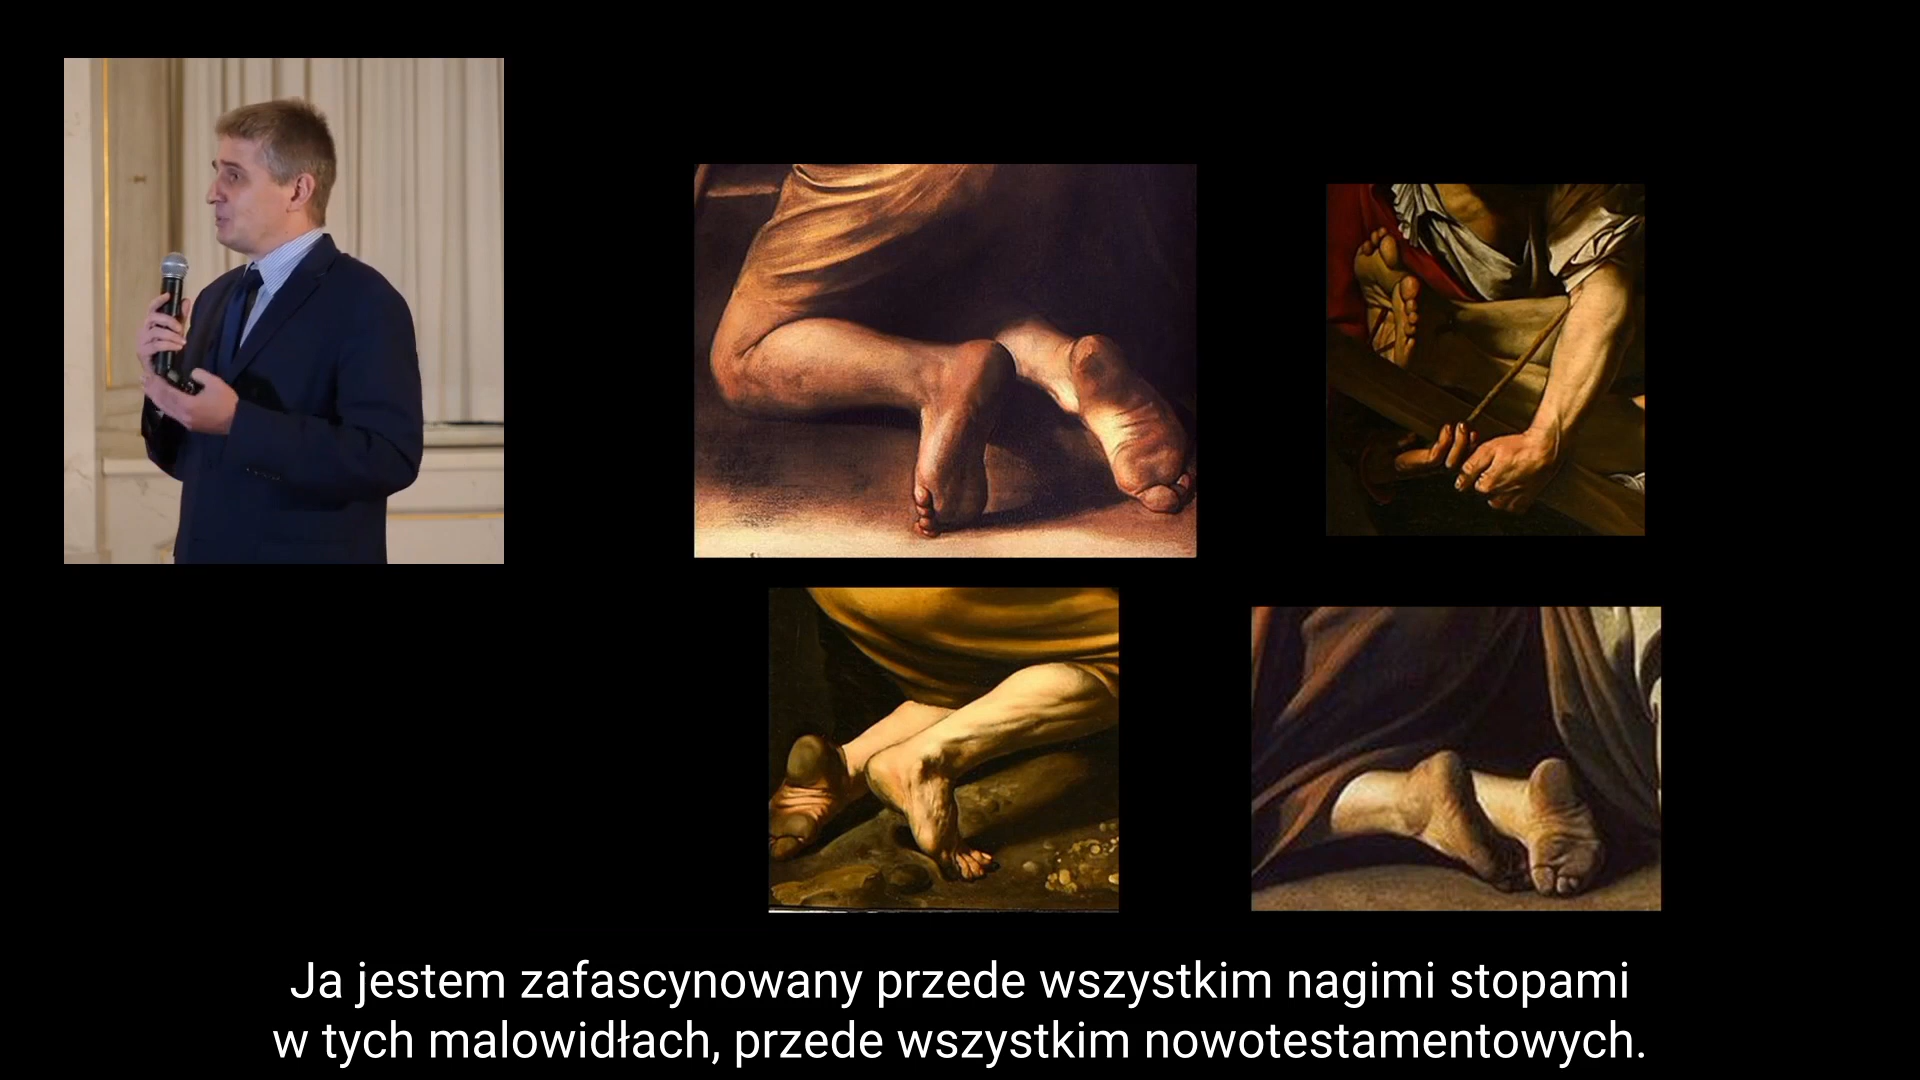 Ja jestem zafascynowany przede wszystkim nagimi stopami
w tych malowidłach, przede wszystkim nowotestamentowych.